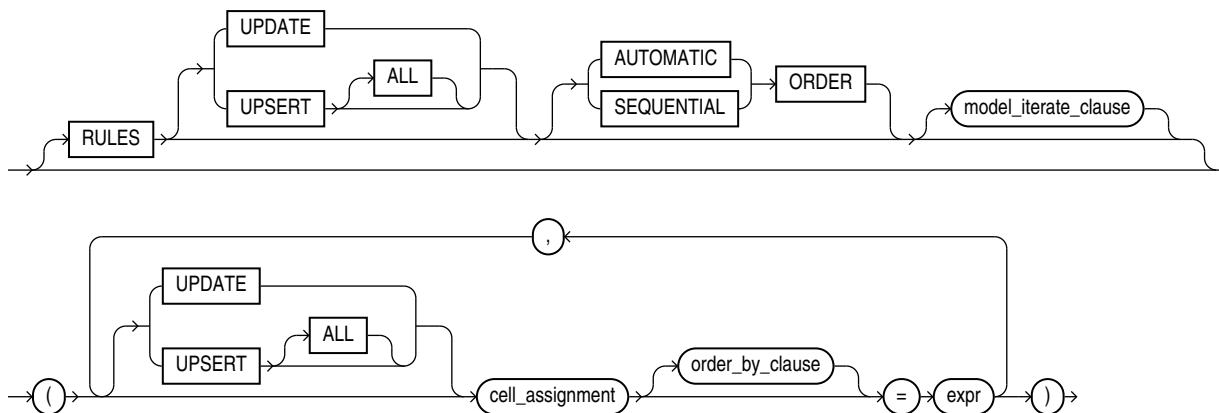 UPDATE
UPSERT ALL
AUTOMATIC
SEQUENTIAL
ORDER
RULES
model_iterate_clause
,
UPDATE
UPSERT ALL
( cell_assignment order_by_clause = expr )